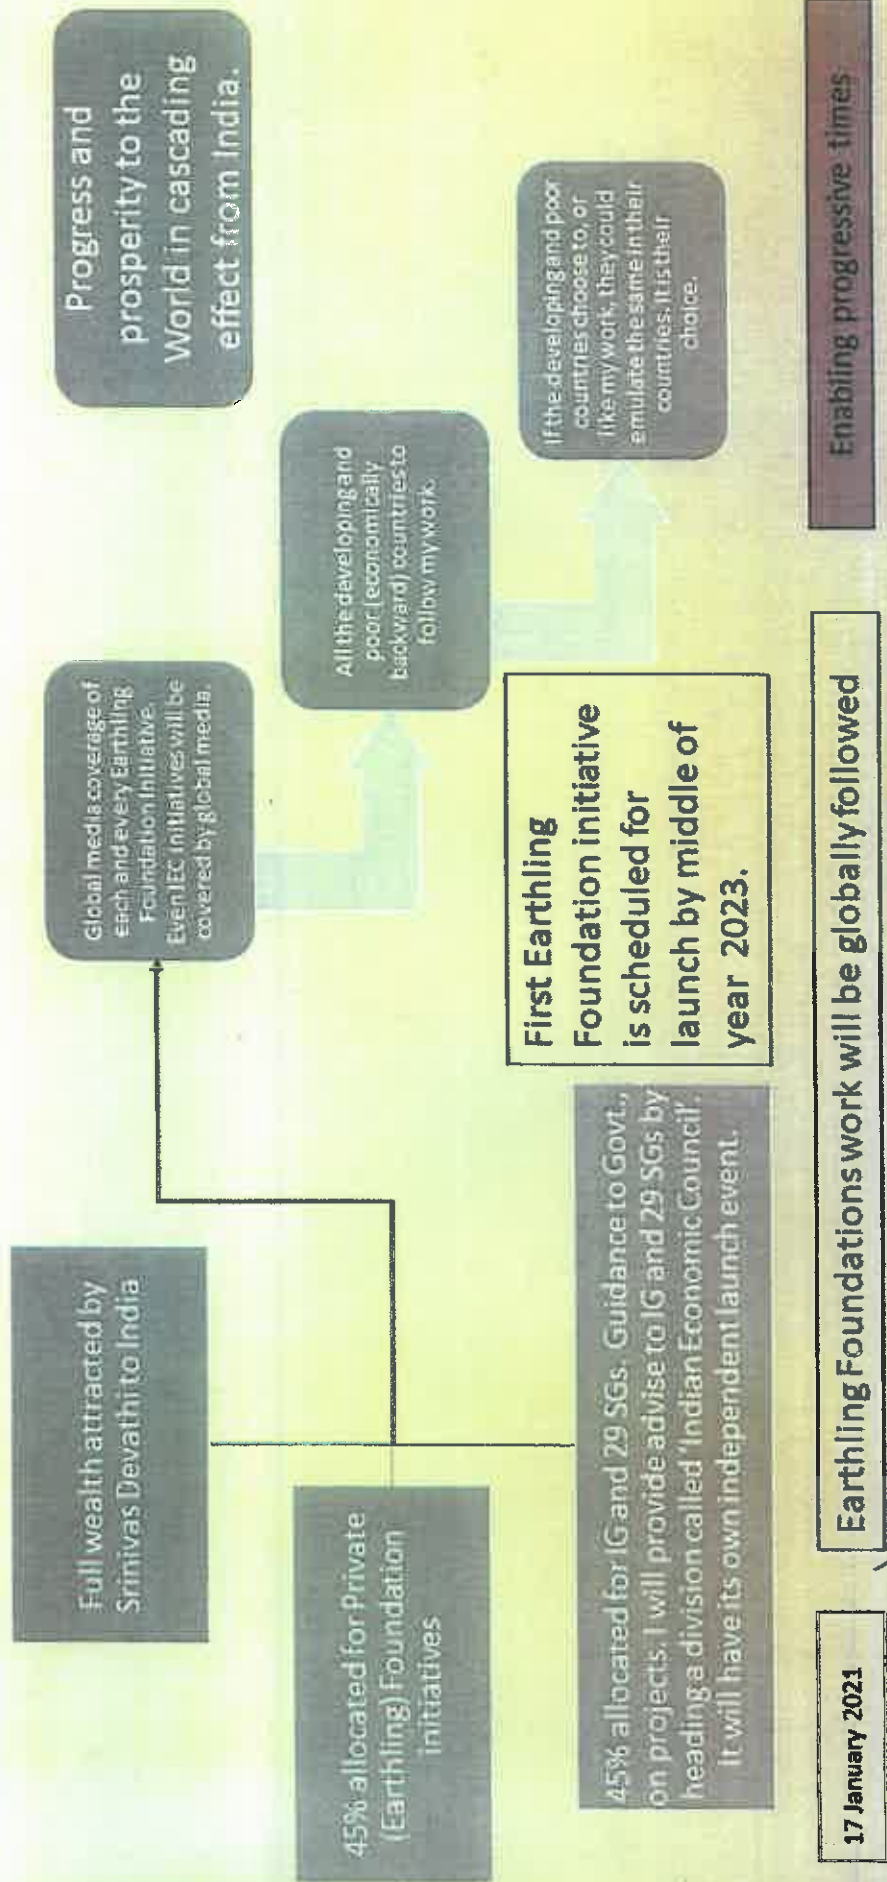 Full wealth attracted by
Srinivas Devathi to India
45% allocated for Private
(Earthling) Foundation
initiatives
45% allocated for IG and 29 SGs. Guidance to Govt.,
on projects. I will provide advise to IG and 29 SGs by
heading a division called 'Indian Economic Council'.
It will have its own independent launch event.
Global media coverage of
each and every Earthling
Foundation Initiative.
Even IEC Initiatives will be
covered by global media.
All the developing and
poor (economically
backward) countries to
follow my work.
If the developing and poor
countries choose to, or
like my work, they could
emulate the same in their
countries. It is their
choice.
Progress and
prosperity to the
World in cascading
effect from India.
First Earthling
Foundation initiative
is scheduled for
launch by middle of
year 2023.
17 January 2021
Earthling Foundations work will be globally followed
Enabling progressive times